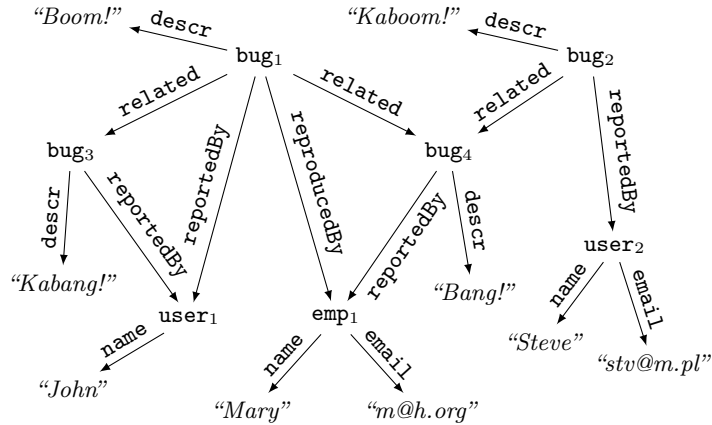 “Boom!” descr “Kaboom!” descr
bug₁ bug₂
related related related
reportedBy reproducedBy reportedBy
bug₃ bug₄
descr reportedBy reportedBy descr
user₂
“Kabang!” “Bang!” name email
user₁ emp₁
name name email “Steve” “stv@m.pl”
“John” “Mary” “m@h.org”